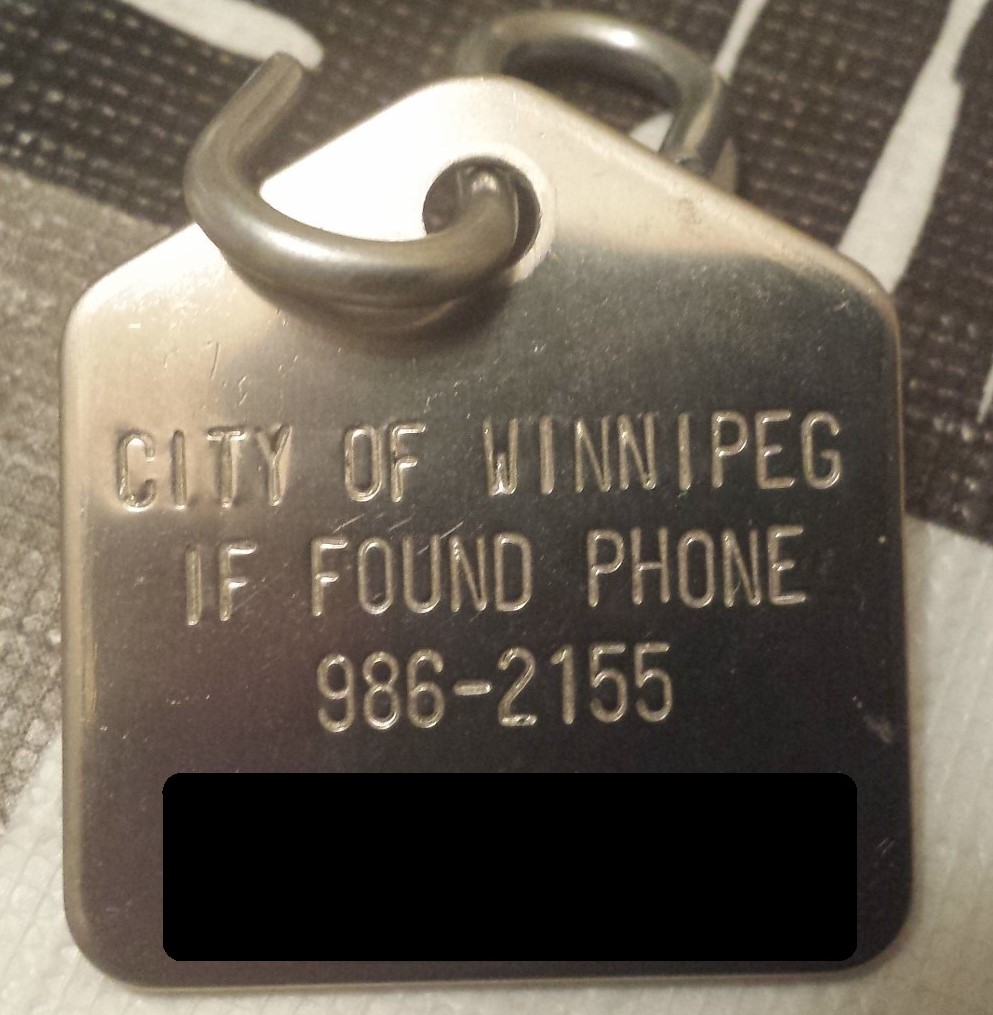 CITY OF WINNIPEG
IF FOUND PHONE
986-2155